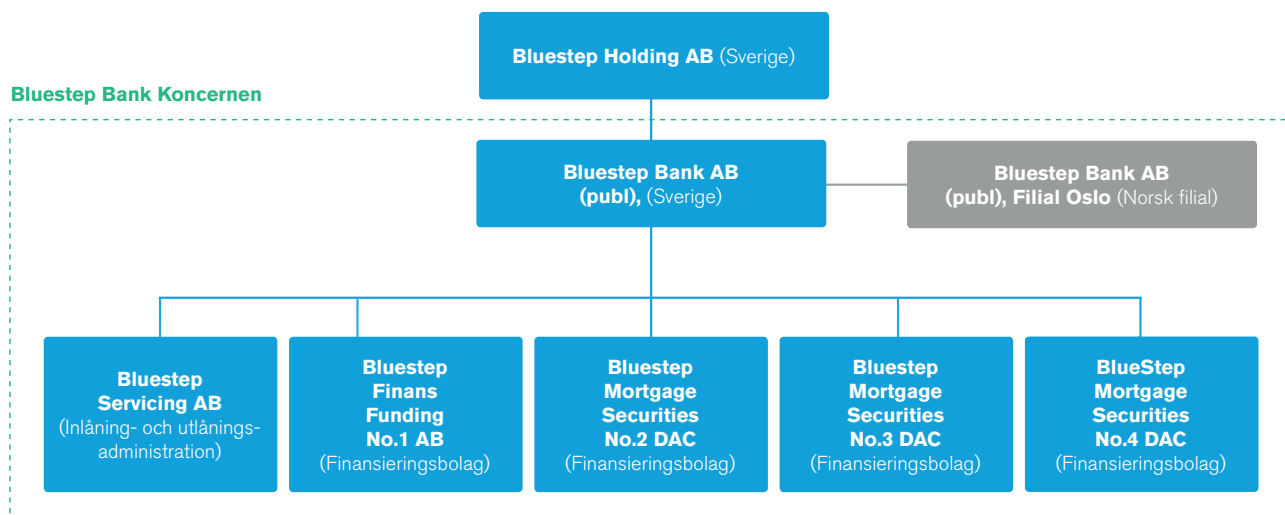 Bluestep Holding AB (Sverige)
Bluestep Bank Koncernen
Bluestep Bank AB
(publ), (Sverige)
Bluestep Bank AB
(publ), Filial Oslo (Norsk filial)
Bluestep
Servicing AB
(Inlåning- och utlånings-
administration)
Bluestep
Finans
Funding
No.1 AB
(Finansieringsbolag)
Bluestep
Mortgage
Securities
No.2 DAC
(Finansieringsbolag)
Bluestep
Mortgage
Securities
No.3 DAC
(Finansieringsbolag)
BlueStep
Mortgage
Securities
No.4 DAC
(Finansieringsbolag)